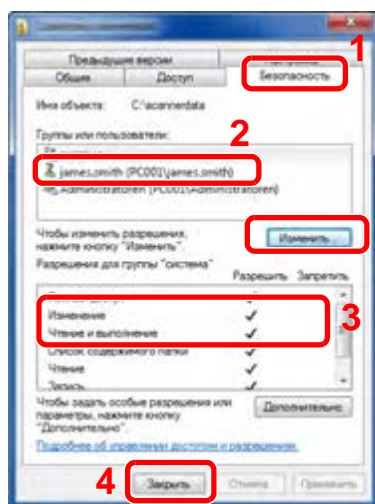 1
Предыдущие версии
Общие Доступ Безопасность
Имя объекта: C:\scannerdata
Группы или пользователи:
2
james.smith (PC001\james.smith)
Administratoren (PC001\Administratoren)
Чтобы изменить разрешения,
нажмите кнопку "Изменить".
Изменить...
Разрешения для группы "система"
Разрешить Запретить
Изменение
Чтение и выполнение
3
Список содержимого папки
Чтение
Запись
Чтобы задать особые разрешения или
параметры, нажмите кнопку
"Дополнительно".
Дополнительно
Подробнее об управлении доступом и разрешениях.
4
Закрыть Отмена Применить